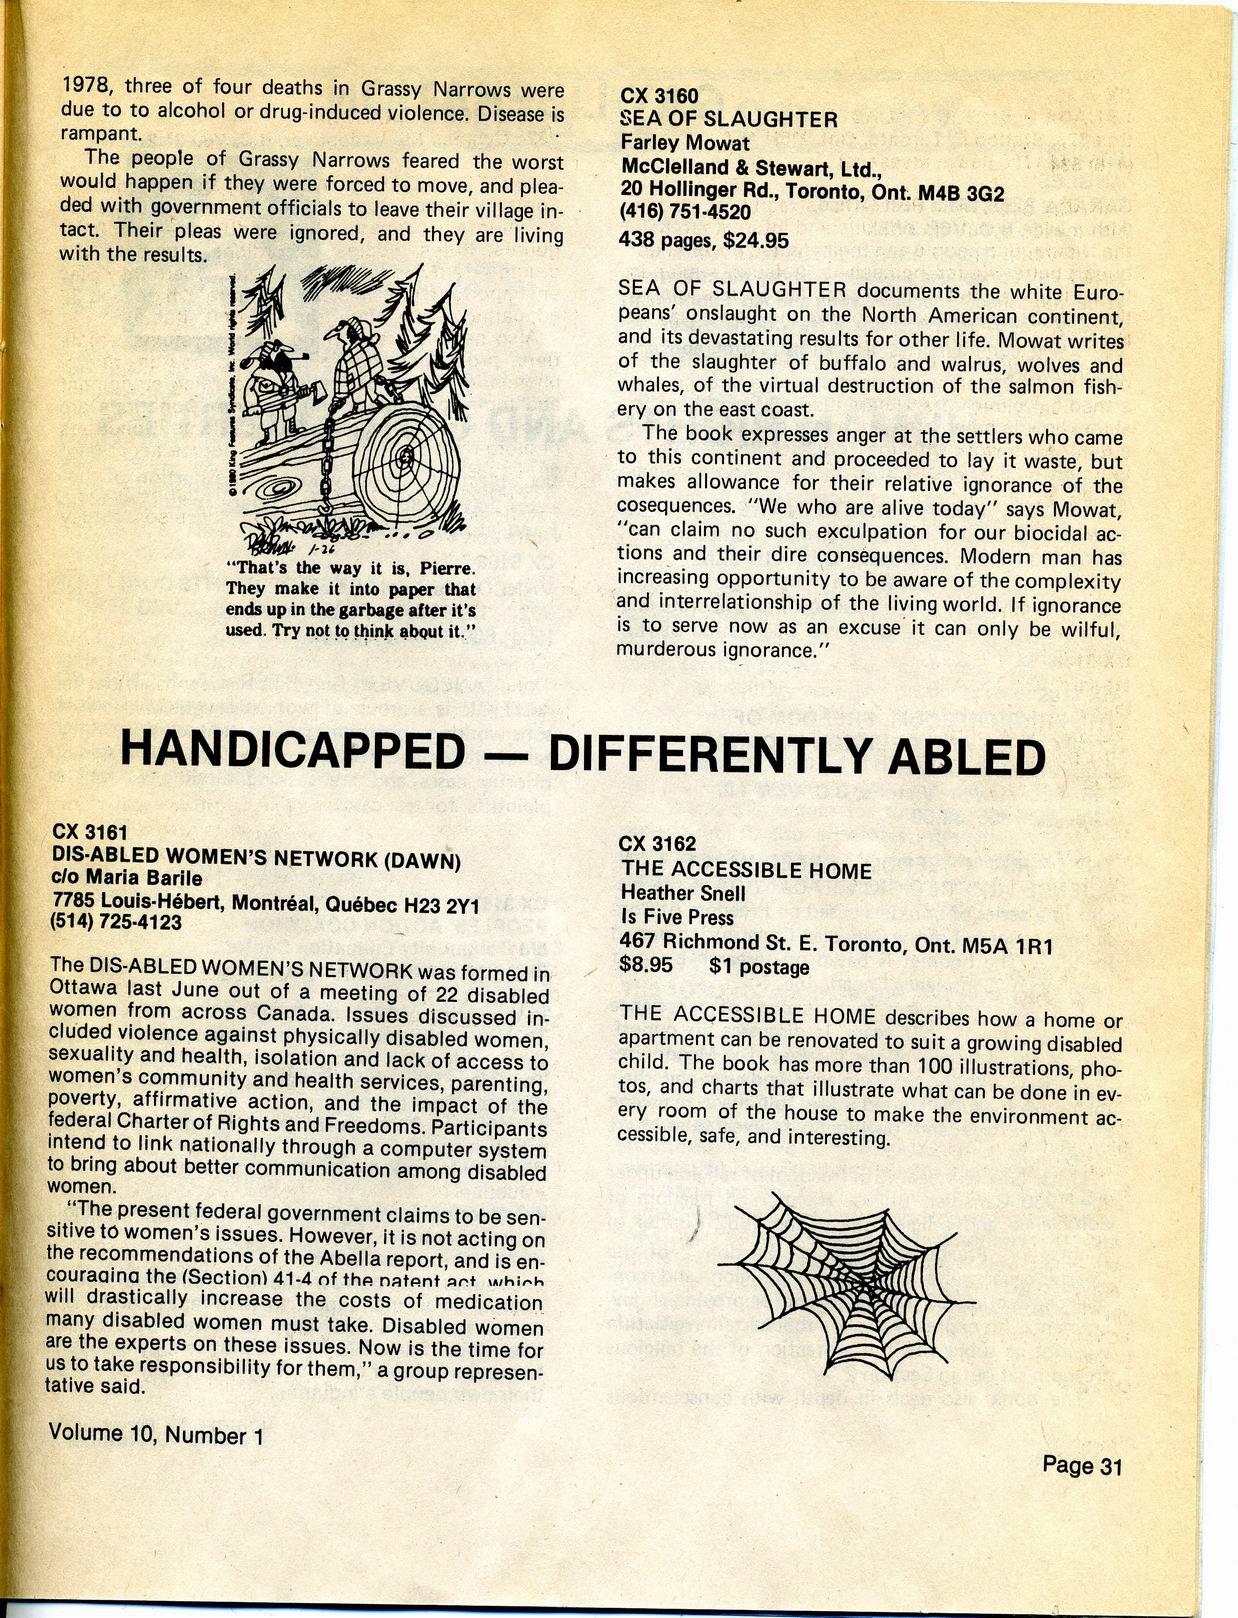 1978, three of four deaths in Grassy Narrows were
due to to alcohol or drug-induced violence. Disease is
rampant.
The people of Grassy Narrows feared the worst
would happen if they were forced to move, and plea-
ded with government officials to leave their village in-
tact. Their pleas were ignored, and they are living
with the results.
© 1980 King Features Syndicate, Inc. World rights reserved.
1-26
“That's the way it is, Pierre.
They make it into paper that
ends up in the garbage after it's
used. Try not to think about it.”
CX 3160
SEA OF SLAUGHTER
Farley Mowat
McClelland & Stewart, Ltd.,
20 Hollinger Rd., Toronto, Ont. M4B 3G2
(416) 751-4520
438 pages, $24.95
SEA OF SLAUGHTER documents the white Euro-
peans' onslaught on the North American continent,
and its devastating results for other life. Mowat writes
of the slaughter of buffalo and walrus, wolves and
whales, of the virtual destruction of the salmon fish-
ery on the east coast.
The book expresses anger at the settlers who came
to this continent and proceeded to lay it waste, but
makes allowance for their relative ignorance of the
cosequences. “We who are alive today” says Mowat,
“can claim no such exculpation for our biocidal ac-
tions and their dire consequences. Modern man has
increasing opportunity to be aware of the complexity
and interrelationship of the living world. If ignorance
is to serve now as an excuse it can only be wilful,
murderous ignorance.”
HANDICAPPED — DIFFERENTLY ABLED
CX 3161
DIS-ABLED WOMEN'S NETWORK (DAWN)
c/o Maria Barile
7785 Louis-Hébert, Montréal, Québec H23 2Y1
(514) 725-4123
The DIS-ABLED WOMEN'S NETWORK was formed in
Ottawa last June out of a meeting of 22 disabled
women from across Canada. Issues discussed in-
cluded violence against physically disabled women,
sexuality and health, isolation and lack of access to
women's community and health services, parenting,
poverty, affirmative action, and the impact of the
federal Charter of Rights and Freedoms. Participants
intend to link nationally through a computer system
to bring about better communication among disabled
women.
“The present federal government claims to be sen-
sitive to women's issues. However, it is not acting on
the recommendations of the Abella report, and is en-
couraging the (Section) 41-4 of the patent act, which
will drastically increase the costs of medication
many disabled women must take. Disabled women
are the experts on these issues. Now is the time for
us to take responsibility for them,” a group represen-
tative said.
CX 3162
THE ACCESSIBLE HOME
Heather Snell
Is Five Press
467 Richmond St. E. Toronto, Ont. M5A 1R1
$8.95 $1 postage
THE ACCESSIBLE HOME describes how a home or
apartment can be renovated to suit a growing disabled
child. The book has more than 100 illustrations, pho-
tos, and charts that illustrate what can be done in ev-
ery room of the house to make the environment ac-
cessible, safe, and interesting.
Volume 10, Number 1
Page 31